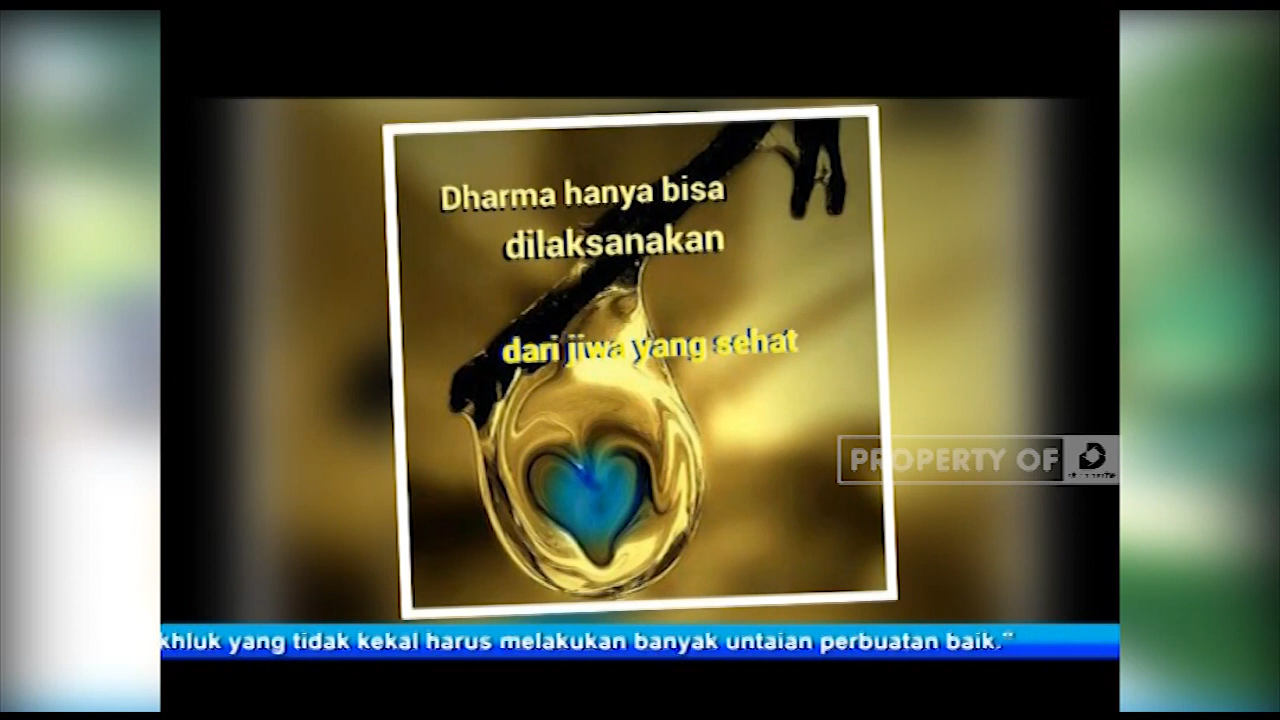 Dharma hanya bisa
dilaksanakan
dari jiwa yang sehat
PROPERTY OF
khluk yang tidak kekal harus melakukan banyak untaian perbuatan baik."